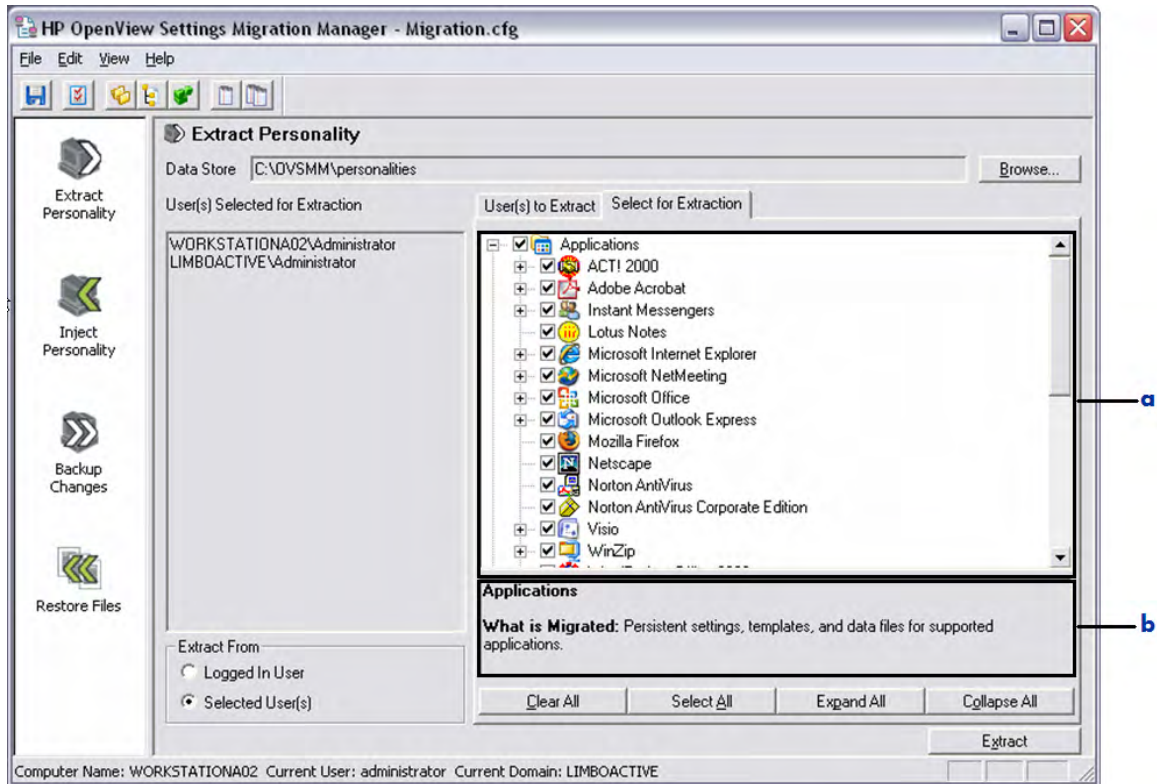 HP OpenView Settings Migration Manager - Migration.cfg
File Edit View Help
Extract Personality
Data Store C:\OVSMM\personalities Browse...
User(s) Selected for Extraction
User(s) to Extract Select for Extraction
WORKSTATIONA02\Administrator
LIMBOACTIVE\Administrator
Extract
Personality
Inject
Personality
Backup
Changes
Restore Files
Applications
ACT! 2000
Adobe Acrobat
Instant Messengers
Lotus Notes
Microsoft Internet Explorer
Microsoft NetMeeting
Microsoft Office
Microsoft Outlook Express
Mozilla Firefox
Netscape
Norton AntiVirus
Norton AntiVirus Corporate Edition
Visio
WinZip
a
Applications
What is Migrated: Persistent settings, templates, and data files for supported
applications.
b
Extract From
Logged In User
Selected User(s)
Clear All Select All Expand All Collapse All
Extract
Computer Name: WORKSTATIONA02 Current User: administrator Current Domain: LIMBOACTIVE